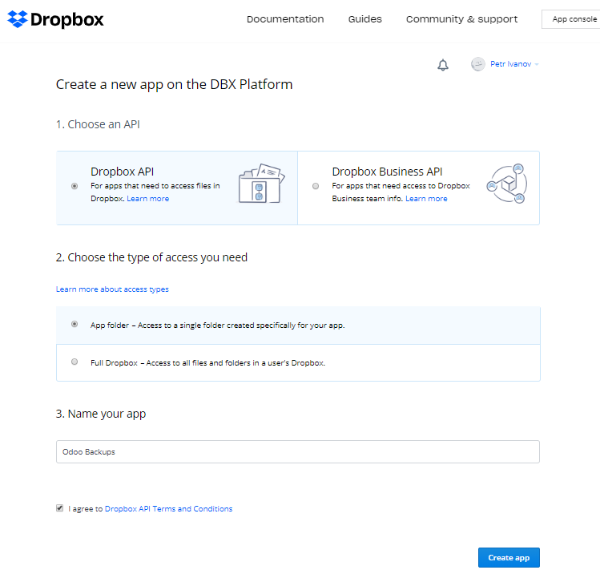 Dropbox
Documentation
Guides
Community & support
App console
Petr Ivanov
Create a new app on the DBX Platform
1. Choose an API
Dropbox API
For apps that need to access files in
Dropbox. Learn more
Dropbox Business API
For apps that need access to Dropbox
Business team info. Learn more
2. Choose the type of access you need
Learn more about access types
App folder – Access to a single folder created specifically for your app.
Full Dropbox – Access to all files and folders in a user's Dropbox.
3. Name your app
Odoo Backups
I agree to Dropbox API Terms and Conditions
Create app